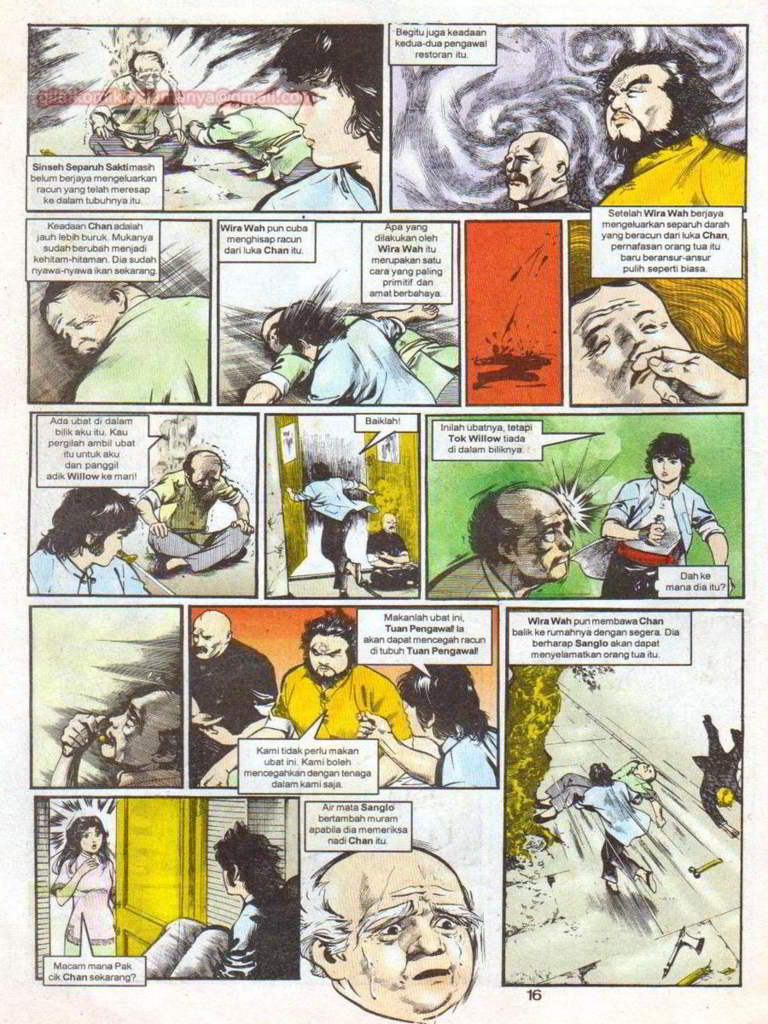 gilakomikmelamanya@gmail.com
Sinseh Separuh Sakti masih
belum berjaya mengeluarkan
racun yang telah meresap
ke dalam tubuhnya itu.
Begitu juga keadaan
kedua-dua pengawal
restoran itu.
Keadaan Chan adalah
jauh lebih buruk. Mukanya
sudah berubah menjadi
kehitam-hitaman. Dia sudah
nyawa-nyawa ikan sekarang.
Wira Wah pun cuba
menghisap racun
dari luka Chan itu.
Apa yang
dilakukan oleh
Wira Wah itu
merupakan satu
cara yang paling
primitif dan
amat berbahaya.
Setelah Wira Wah berjaya
mengeluarkan separuh darah
yang beracun dari luka Chan,
pernafasan orang tua itu
baru beransur-ansur
pulih seperti biasa.
Ada ubat di dalam
bilik aku itu. Kau
pergilah ambil ubat
itu untuk aku
dan panggil
adik Willow ke mari!
Baiklah!
Inilah ubatnya, tetapi
Tok Willow tiada
di dalam biliknya.
Dah ke
mana dia itu?
Makanlah ubat ini,
Tuan Pengawal! Ia
akan dapat mencegah racun
di tubuh Tuan Pengawal!
Kami tidak perlu makan
ubat ini. Kami boleh
mencegahkan dengan tenaga
dalam kami saja.
Wira Wah pun membawa Chan
balik ke rumahnya dengan segera. Dia
berharap Sanglo akan dapat
menyelamatkan orang tua itu.
Macam mana Pak
cik Chan sekarang?
Air mata Sanglo
bertambah muram
apabila dia memeriksa
nadi Chan itu.
16